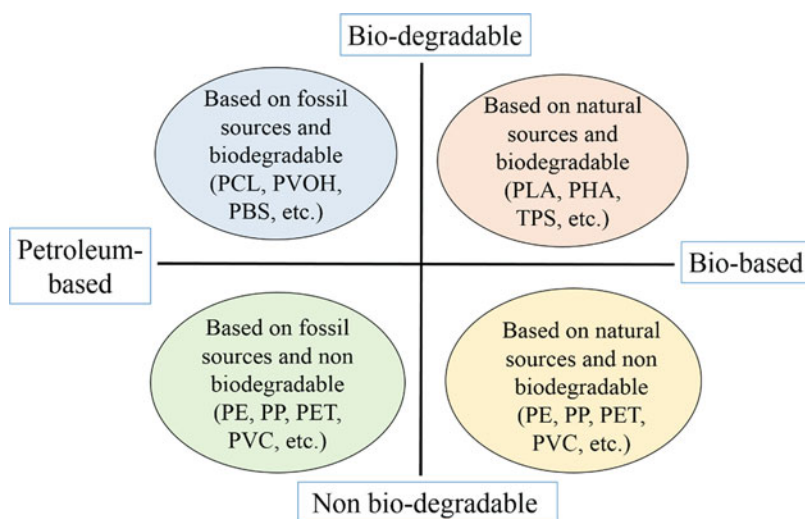 Bio-degradable
Based on fossil
sources and
biodegradable
(PCL, PVOH,
PBS, etc.)
Based on natural
sources and
biodegradable
(PLA, PHA,
TPS, etc.)
Petroleum-
based
Bio-based
Based on fossil
sources and non
biodegradable
(PE, PP, PET,
PVC, etc.)
Based on natural
sources and non
biodegradable
(PE, PP, PET,
PVC, etc.)
Non bio-degradable